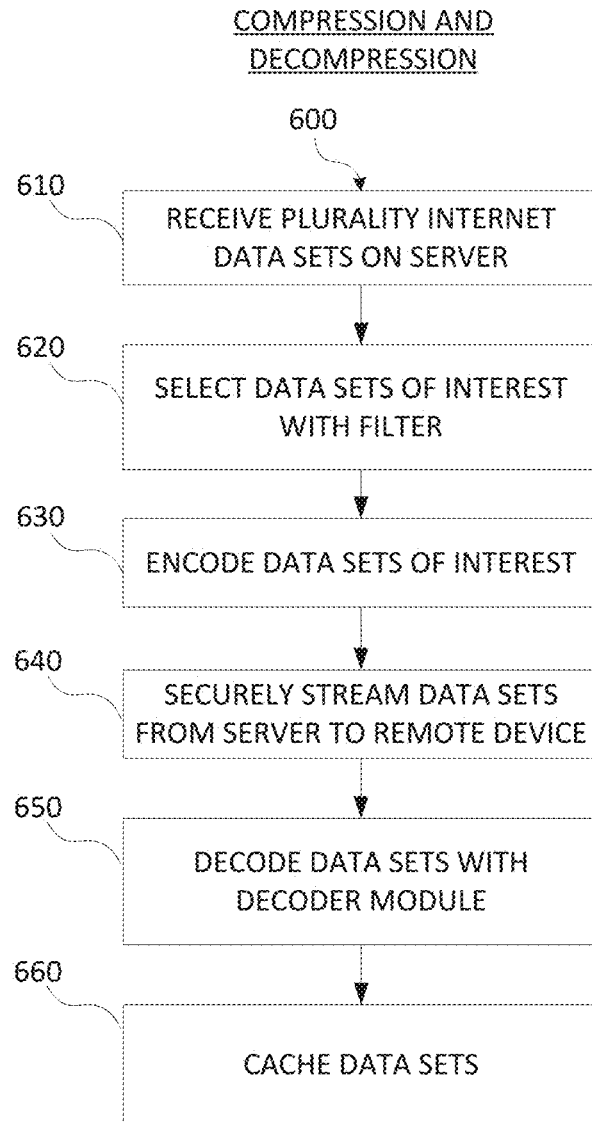 COMPRESSION AND
DECOMPRESSION
600
610
RECEIVE PLURALITY INTERNET
DATA SETS ON SERVER
620
SELECT DATA SETS OF INTEREST
WITH FILTER
630
ENCODE DATA SETS OF INTEREST
640
SECURELY STREAM DATA SETS
FROM SERVER TO REMOTE DEVICE
650
DECODE DATA SETS WITH
DECODER MODULE
660
CACHE DATA SETS